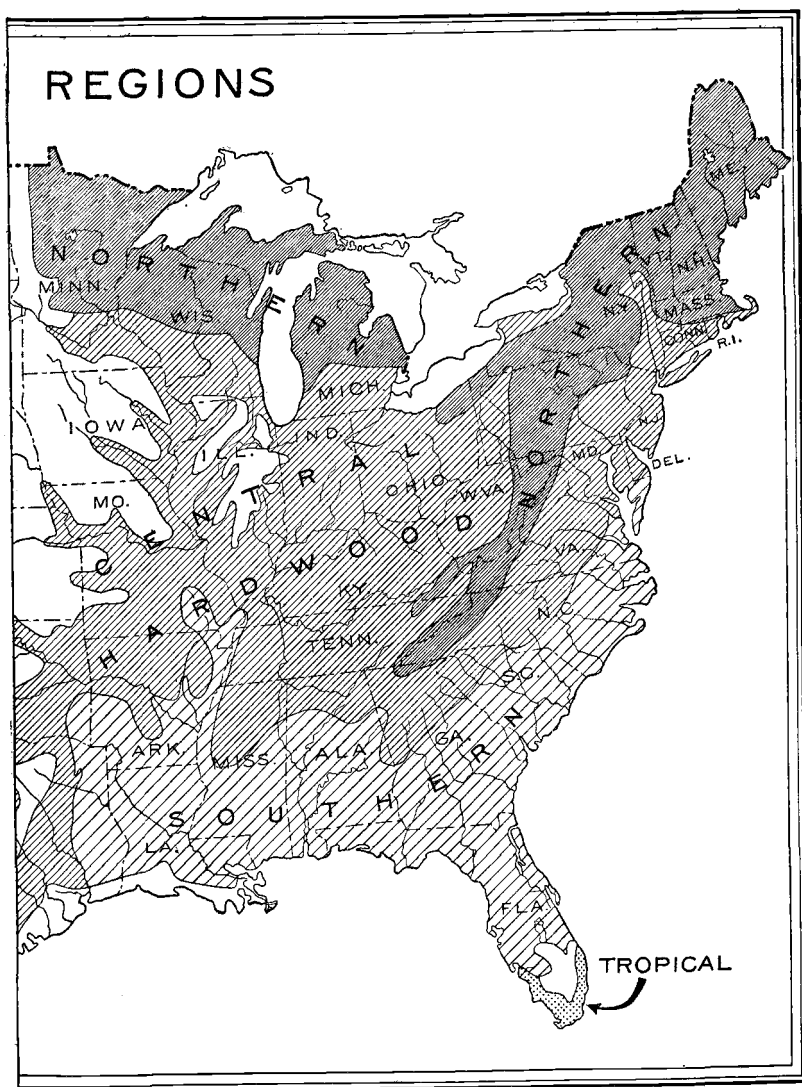 REGIONS
ME.
NORTHERN
MINN.
WIS.
VT.
N.H.
N.Y.
MASS.
CONN.
R.I.
NORTHERN
MICH.
IOWA
ILL.
IND.
N.J.
OHIO
MD.
DEL.
W.VA.
MO.
CENTRAL
VA.
HARDWOOD
KY.
N.C.
TENN.
S.C.
ARK.
MISS.
ALA.
GA.
SOUTHERN
LA.
FLA.
TROPICAL